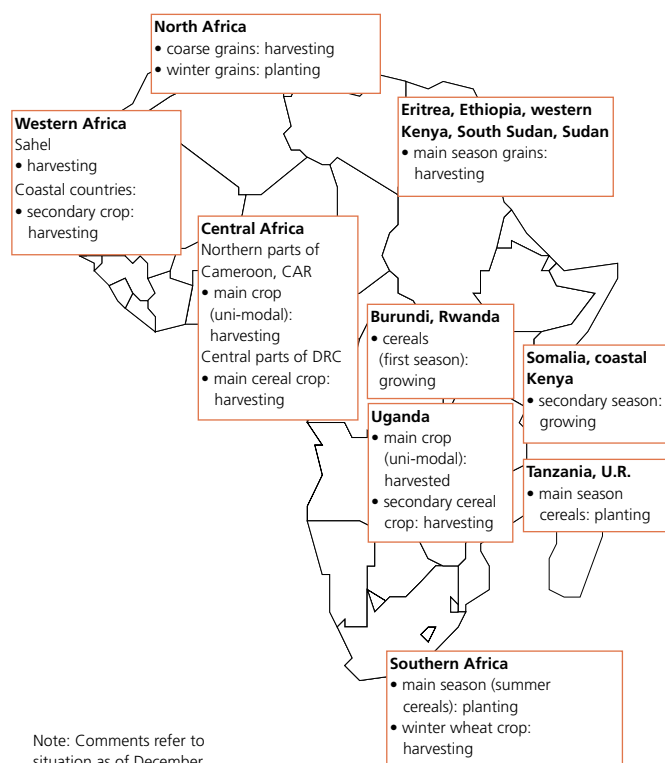 North Africa
• coarse grains: harvesting
• winter grains: planting
Western Africa
Sahel
• harvesting
Coastal countries:
• secondary crop:
harvesting
Eritrea, Ethiopia, western
Kenya, South Sudan, Sudan
• main season grains:
harvesting
Central Africa
Northern parts of
Cameroon, CAR
• main crop
(uni-modal):
harvesting
Central parts of DRC
• main cereal crop:
harvesting
Burundi, Rwanda
• cereals
(first season):
growing
Somalia, coastal
Kenya
• secondary season:
growing
Uganda
• main crop
(uni-modal):
harvested
• secondary cereal
crop: harvesting
Tanzania, U.R.
• main season
cereals: planting
Southern Africa
• main season (summer
cereals): planting
• winter wheat crop:
harvesting
Note: Comments refer to
situation as of December